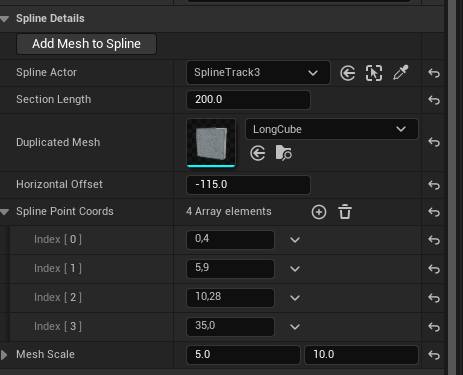 Spline Details
Add Mesh to Spline
Spline Actor SplineTrack3
Section Length 200.0
Duplicated Mesh LongCube
Horizontal Offset -115.0
Spline Point Coords 4 Array elements
Index [ 0 ] 0,4
Index [ 1 ] 5,9
Index [ 2 ] 10,28
Index [ 3 ] 35,0
Mesh Scale 5.0 10.0